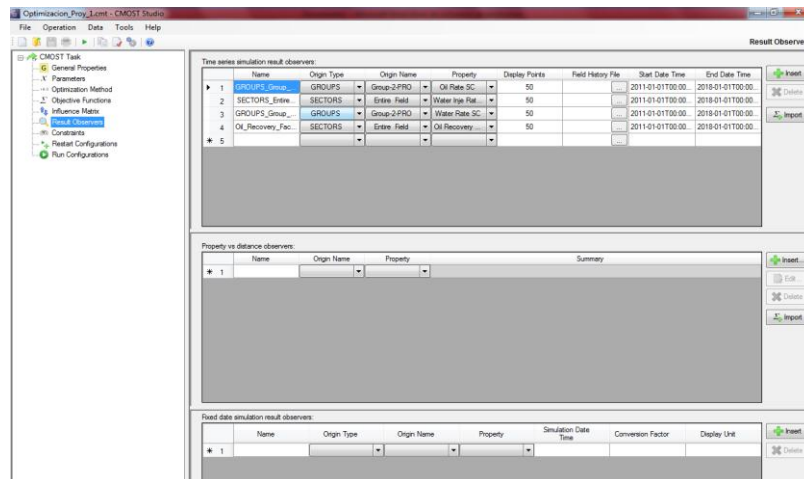 Optimizacion_Proy_1.cmt - CMOST Studio
File Operation Data Tools Help
Result Observe
CMOST Task
G General Properties
X Parameters
Optimization Method
Σ Objective Functions
Influence Matrix
Result Observers
Constraints
Restart Configurations
Run Configurations
Time series simulation result observers:
Name Origin Type Origin Name Property Display Points Field History File Start Date Time End Date Time
1 GROUPS_Group_... GROUPS Group-2-PRO Oil Rate SC 50 ... 2011-01-01T00:00... 2018-01-01T00:00...
2 SECTORS_Entire... SECTORS Entire Field Water Inje Rat... 50 ... 2011-01-01T00:00... 2018-01-01T00:00...
3 GROUPS_Group_... GROUPS Group-2-PRO Water Rate SC 50 ... 2011-01-01T00:00... 2018-01-01T00:00...
4 Oil_Recovery_Fac... SECTORS Entire Field Oil Recovery ... 50 ... 2011-01-01T00:00... 2018-01-01T00:00...
* 5 ...
Insert
Delete
Import
Property vs distance observers:
Name Origin Name Property Summary
* 1
Insert...
Edit...
Delete
Import
Fixed date simulation result observers:
Name Origin Type Origin Name Property Simulation Date Time Conversion Factor Display Unit
* 1
Insert
Delete